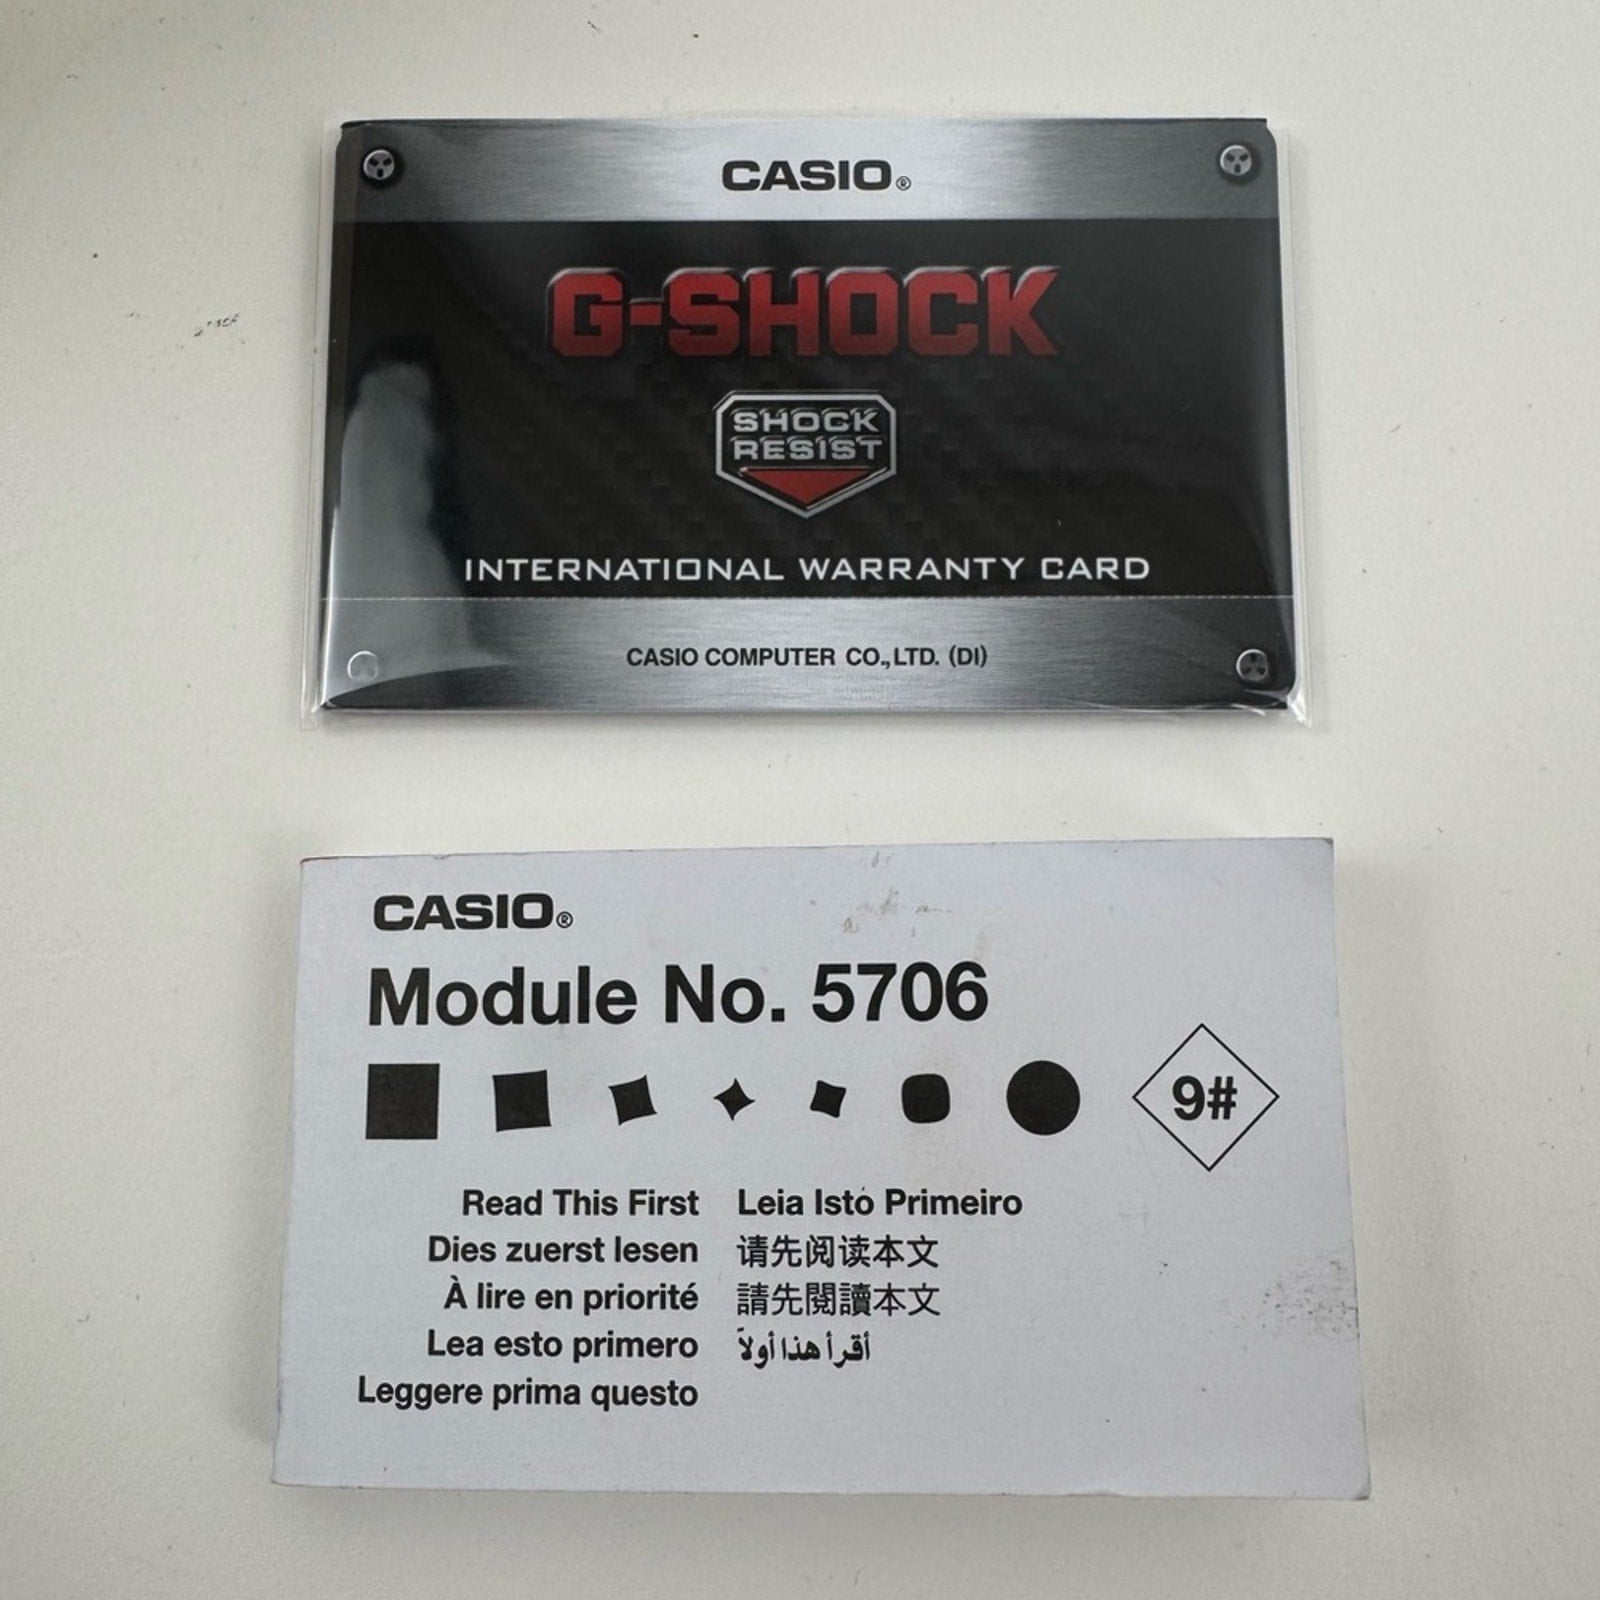 CASIO®
G-SHOCK
SHOCK
RESIST
INTERNATIONAL WARRANTY CARD
CASIO COMPUTER CO.,LTD. (DI)
CASIO®
Module No. 5706
9#
Read This First
Dies zuerst lesen
À lire en priorité
Lea esto primero
Leggere prima questo
Leia Isto Primeiro
请先阅读本文
請先閱讀本文
أقرأ هذا أولاً